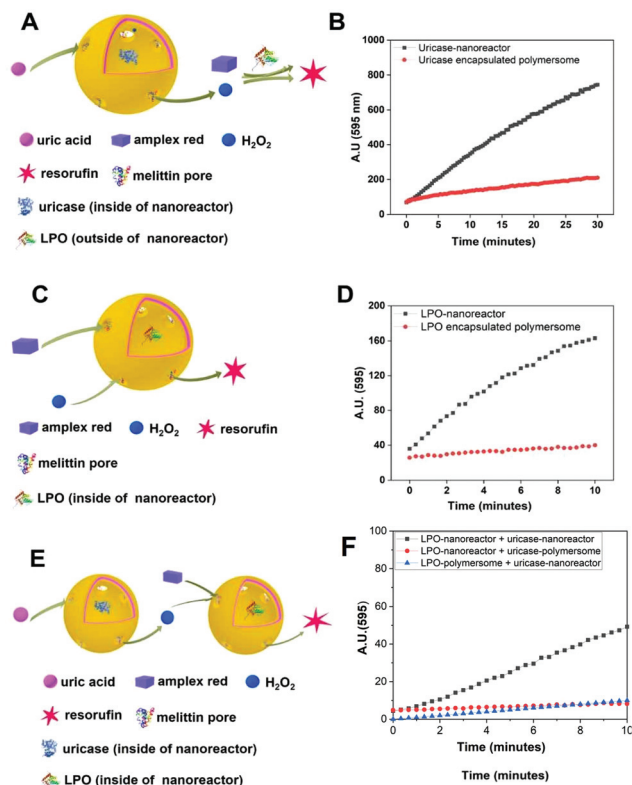 A
uric acid
amplex red
H₂O₂
resorufin
melittin pore
uricase (inside of nanoreactor)
LPO (outside of nanoreactor)
B
Uricase-nanoreactor
Uricase encapsulated polymersome
A.U (595 nm)
1000
800
600
400
200
0
0 5 10 15 20 25 30
Time (minutes)
C
amplex red
H₂O₂
resorufin
melittin pore
LPO (inside of nanoreactor)
D
LPO-nanoreactor
LPO encapsulated polymersome
A.U. (595)
200
160
120
80
40
0
0 2 4 6 8 10
Time (minutes)
E
uric acid
amplex red
H₂O₂
resorufin
melittin pore
uricase (inside of nanoreactor)
LPO (inside of nanoreactor)
F
LPO-nanoreactor + uricase-nanoreactor
LPO-nanoreactor + uricase-polymersome
LPO-polymersome + uricase-nanoreactor
A.U.(595)
100
80
60
40
20
0
0 2 4 6 8 10
Time (minutes)
Time (minutes)